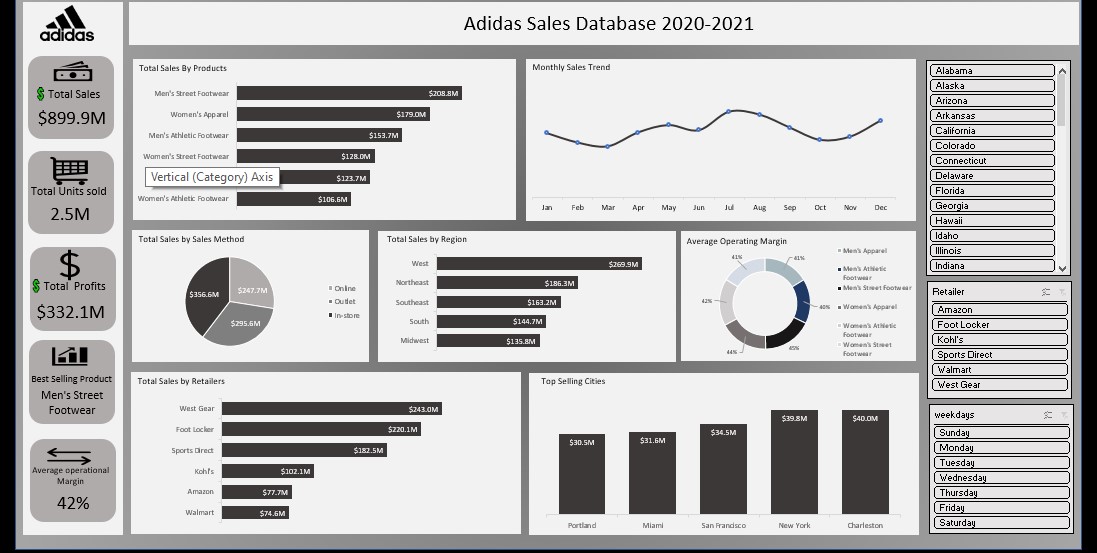 adidas
Adidas Sales Database 2020-2021
Total Sales
$899.9M
Total Units sold
2.5M
$
Total Profits
$332.1M
Best Selling Product
Men's Street
Footwear
Average operational
Margin
42%
Total Sales By Products
Men's Street Footwear
$208.8M
Women's Apparel
$179.0M
Men's Athletic Footwear
$153.7M
Women's Street Footwear
$128.0M
Vertical (Category) Axis
$123.7M
Women's Athletic Footwear
$106.6M
Monthly Sales Trend
Jan Feb Mar Apr May Jun Jul Aug Sep Oct Nov Dec
Total Sales by Sales Method
$356.6M
$247.7M
$295.6M
Online
Outlet
In-store
Total Sales by Region
West
$269.9M
Northeast
$186.3M
Southeast
$163.2M
South
$144.7M
Midwest
$135.8M
Average Operating Margin
41%
41%
42%
40%
44%
45%
Men's Apparel
Men's Athletic
Footwear
Men's Street Footwear
Women's Apparel
Women's Athletic
Footwear
Women's Street
Footwear
Total Sales by Retailers
West Gear
$243.0M
Foot Locker
$220.1M
Sports Direct
$182.5M
Kohl's
$102.1M
Amazon
$77.7M
Walmart
$74.6M
Top Selling Cities
$30.5M
$31.6M
$34.5M
$39.8M
$40.0M
Portland Miami San Francisco New York Charleston
Alabama
Alaska
Arizona
Arkansas
California
Colorado
Connecticut
Delaware
Florida
Georgia
Hawaii
Idaho
Illinois
Indiana
Retailer
Amazon
Foot Locker
Kohl's
Sports Direct
Walmart
West Gear
weekdays
Sunday
Monday
Tuesday
Wednesday
Thursday
Friday
Saturday